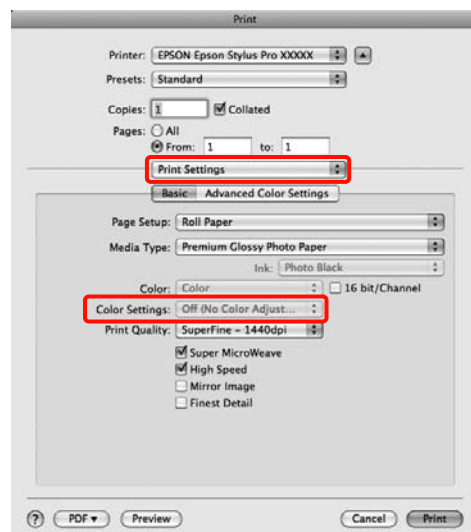 Print
Printer: EPSON Epson Stylus Pro XXXXX
Presets: Standard
Copies: 1 Collated
Pages: All
From: 1 to: 1
Print Settings
Basic Advanced Color Settings
Page Setup: Roll Paper
Media Type: Premium Glossy Photo Paper
Ink: Photo Black
Color: Color 16 bit/Channel
Color Settings: Off (No Color Adjust...
Print Quality: SuperFine – 1440dpi
Super MicroWeave
High Speed
Mirror Image
Finest Detail
? PDF Preview Cancel Print